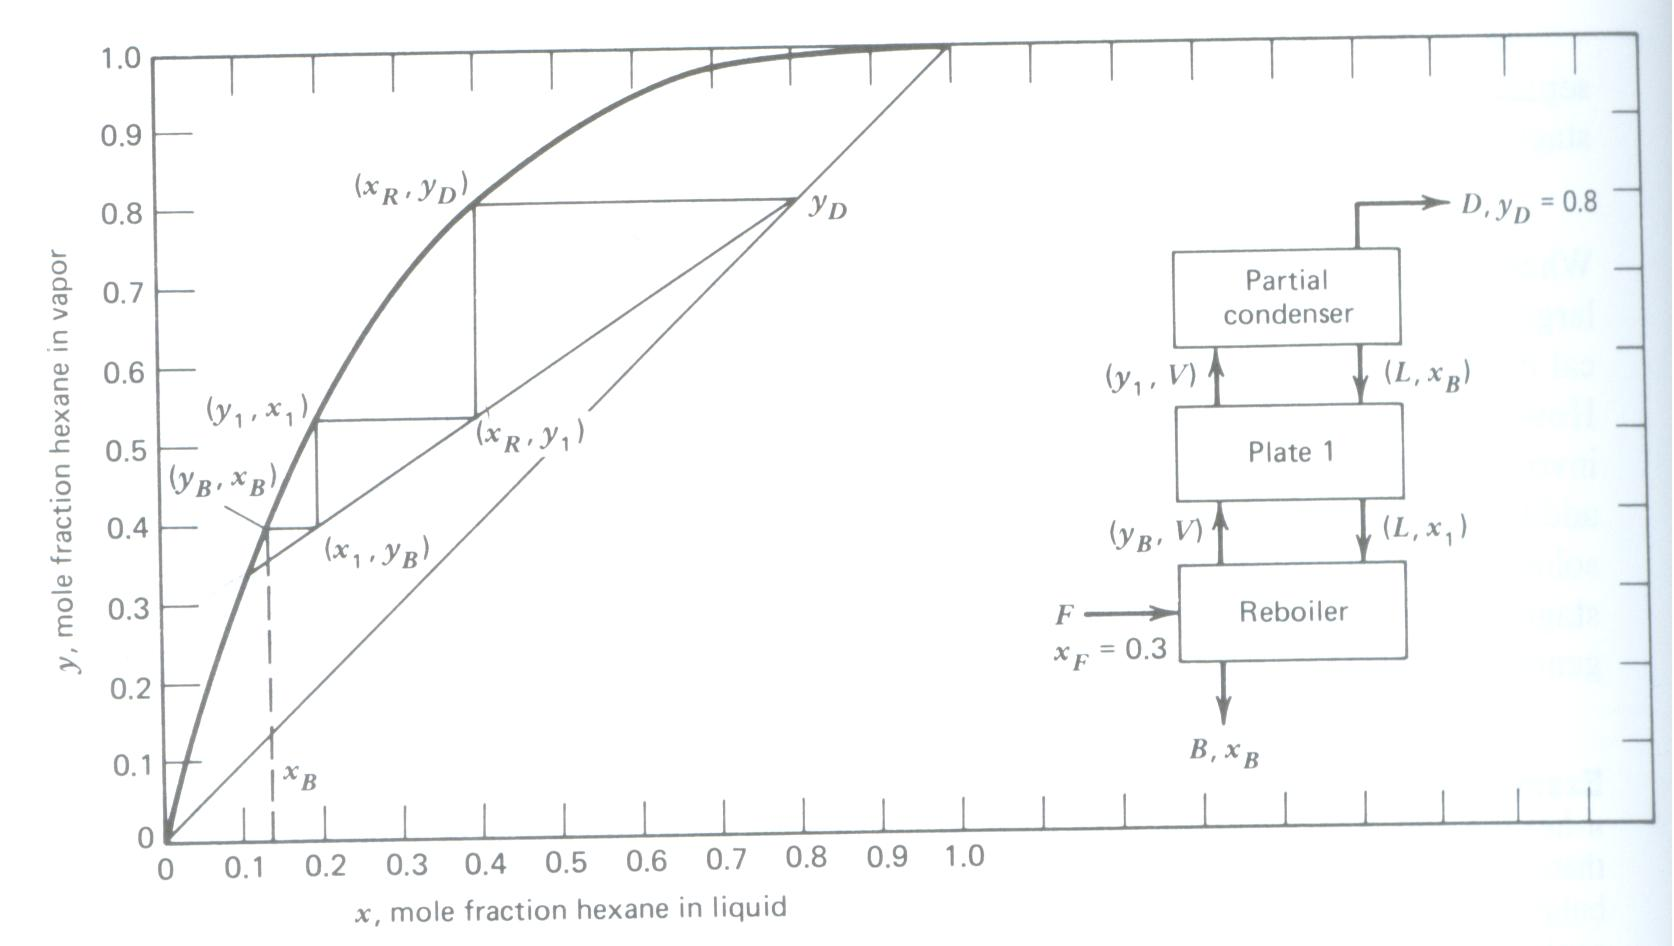 1.0
0.9
0.8
0.7
0.6
0.5
0.4
0.3
0.2
0.1
0
y, mole fraction hexane in vapor
(x_R, y_D)
y_D
(y_1, x_1)
(x_R, y_1)
(y_B, x_B)
(x_1, y_B)
x_B
0 0.1 0.2 0.3 0.4 0.5 0.6 0.7 0.8 0.9 1.0
x, mole fraction hexane in liquid
D, y_D = 0.8
Partial
condenser
(y_1, V) (L, x_B)
Plate 1
(y_B, V) (L, x_1)
F
x_F = 0.3
Reboiler
B, x_B